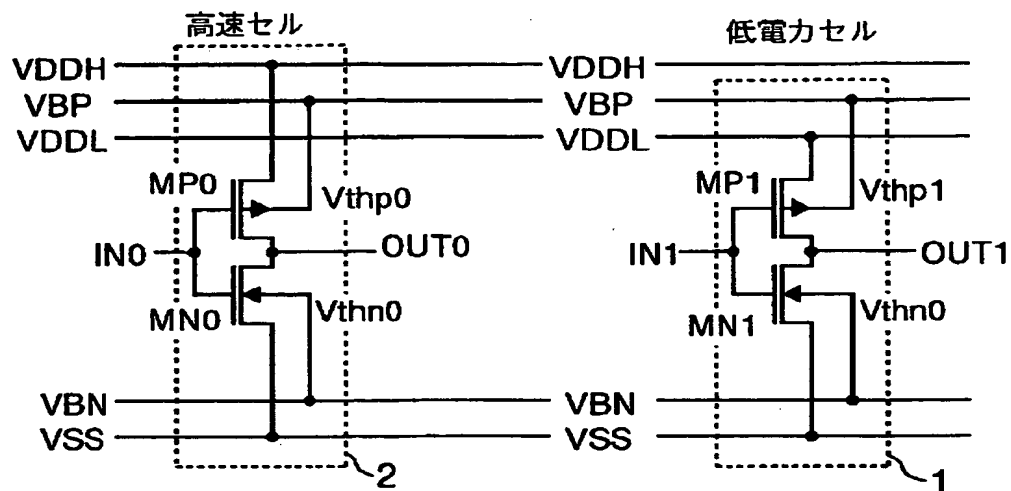 高速セル
低電力セル
VDDH
VDDH
VBP
VBP
VDDL
VDDL
MP0
Vthp0
MP1
Vthp1
IN0
OUT0
IN1
OUT1
MN0
Vthn0
MN1
Vthn0
VBN
VBN
VSS
VSS
2
1